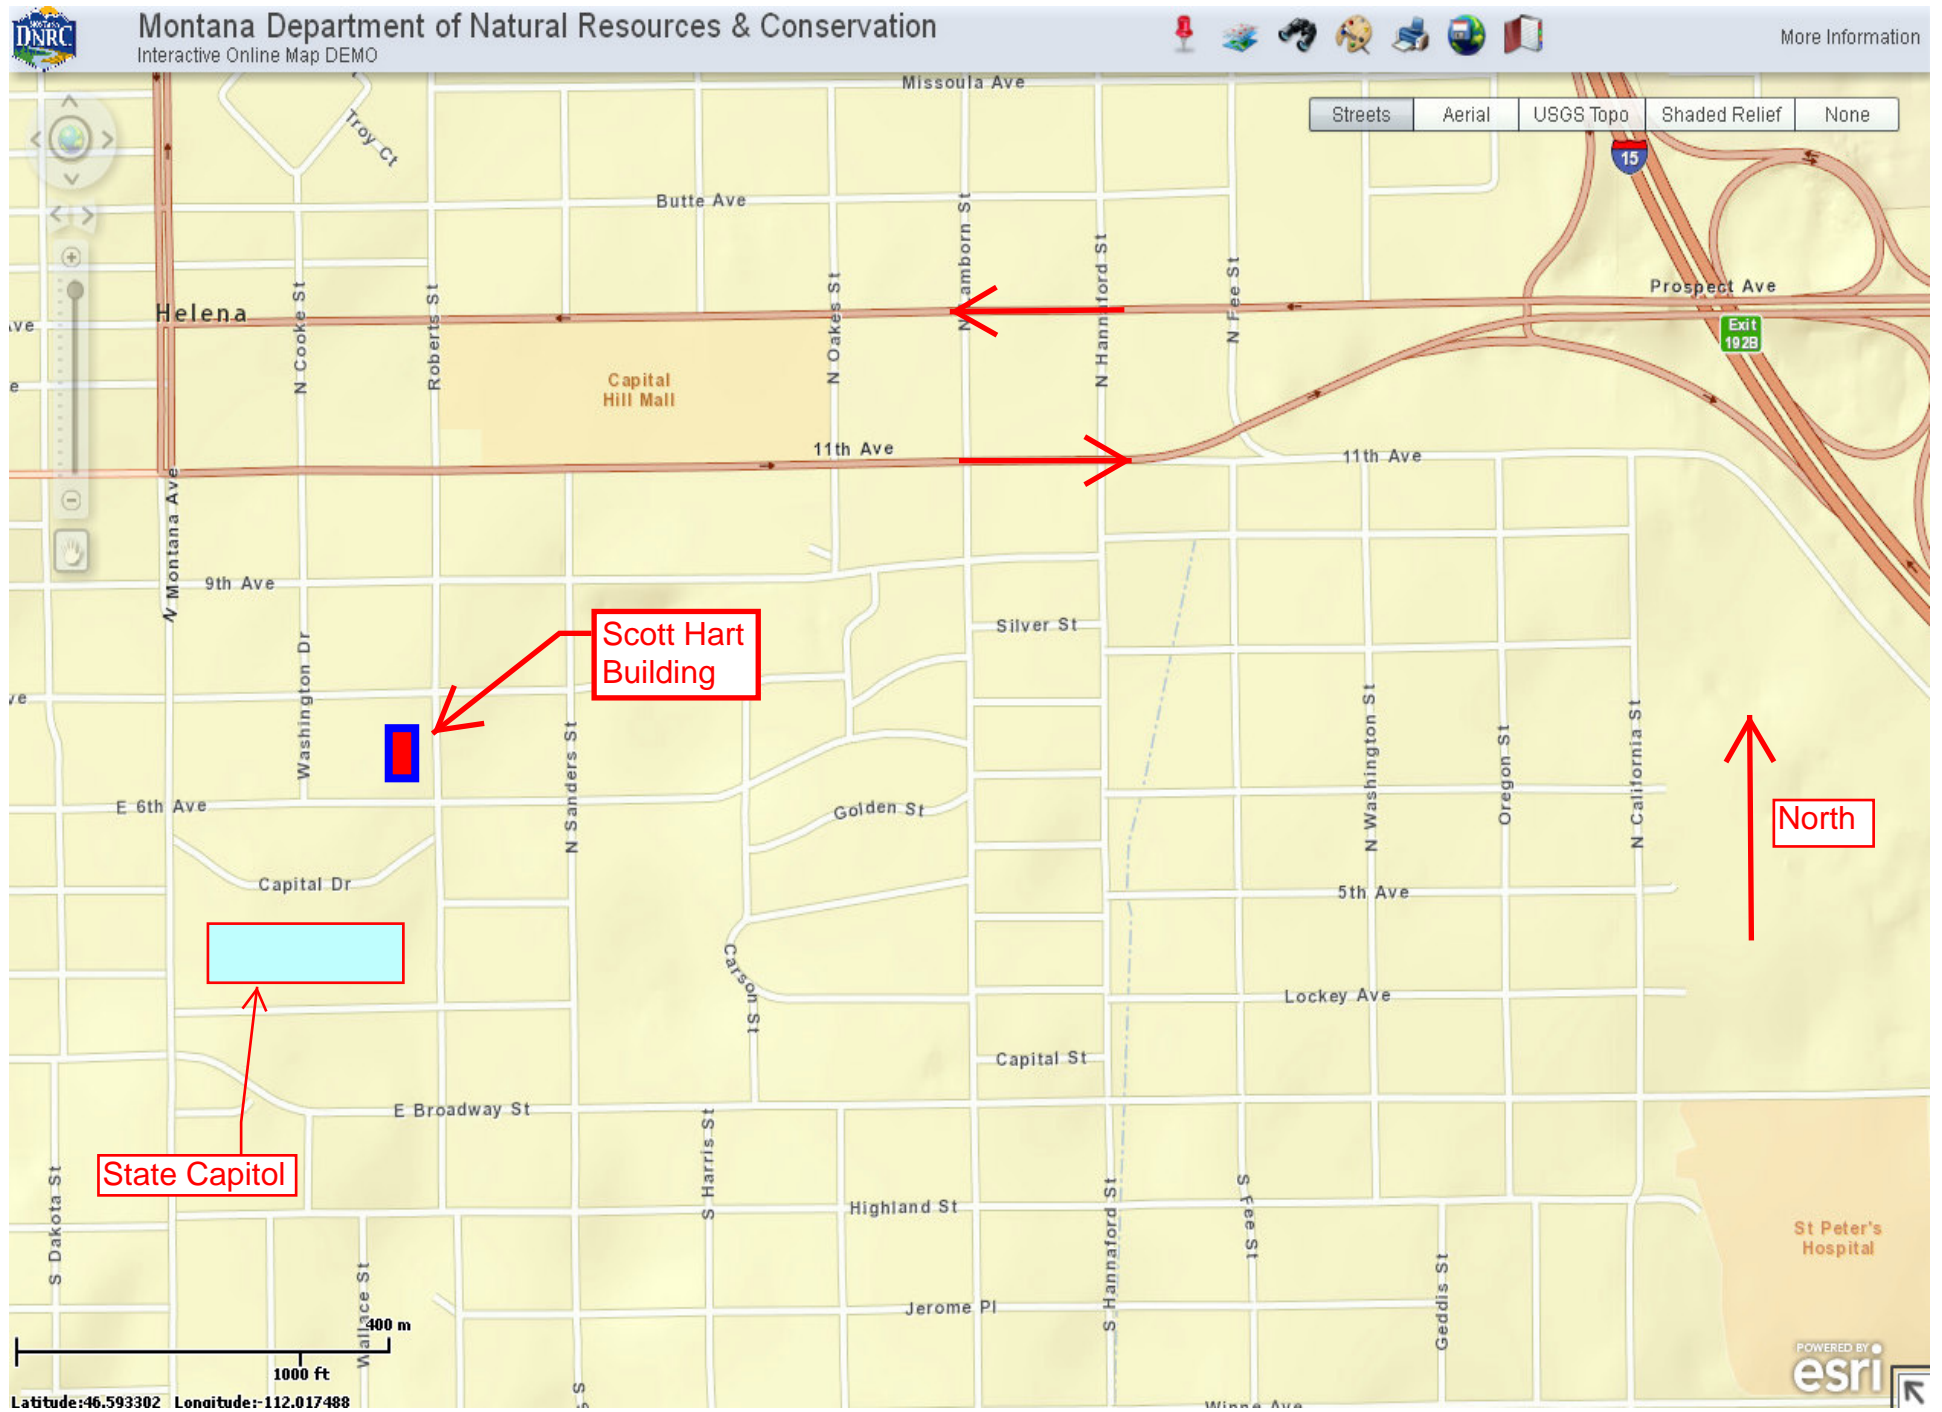 MONTANA
DNRC
Montana Department of Natural Resources & Conservation
Interactive Online Map DEMO
More Information
Streets
Aerial
USGS Topo
Shaded Relief
None
Missoula Ave
Troy Ct
15
Butte Ave
N Lamborn St
N Hannaford St
N Fee St
Prospect Ave
Helena
N Cooke St
Roberts St
N Oakes St
Exit
192B
ve
e
Capital
Hill Mall
11th Ave
11th Ave
N Montana Ave
9th Ave
Scott Hart
Building
Silver St
Washington Dr
ve
N Sanders St
N Washington St
Oregon St
N California St
North
E 6th Ave
Golden St
Capital Dr
5th Ave
Carson St
Lockey Ave
Capital St
E Broadway St
State Capitol
S Dakota St
S Harris St
Highland St
S Hannaford St
S Fee St
St Peter's
Hospital
Wallace St
Jerome Pl
Geddis St
400 m
1000 ft
POWERED BY
esri
S
Winne Ave
Latitude:46.593302 Longitude:-112.017488